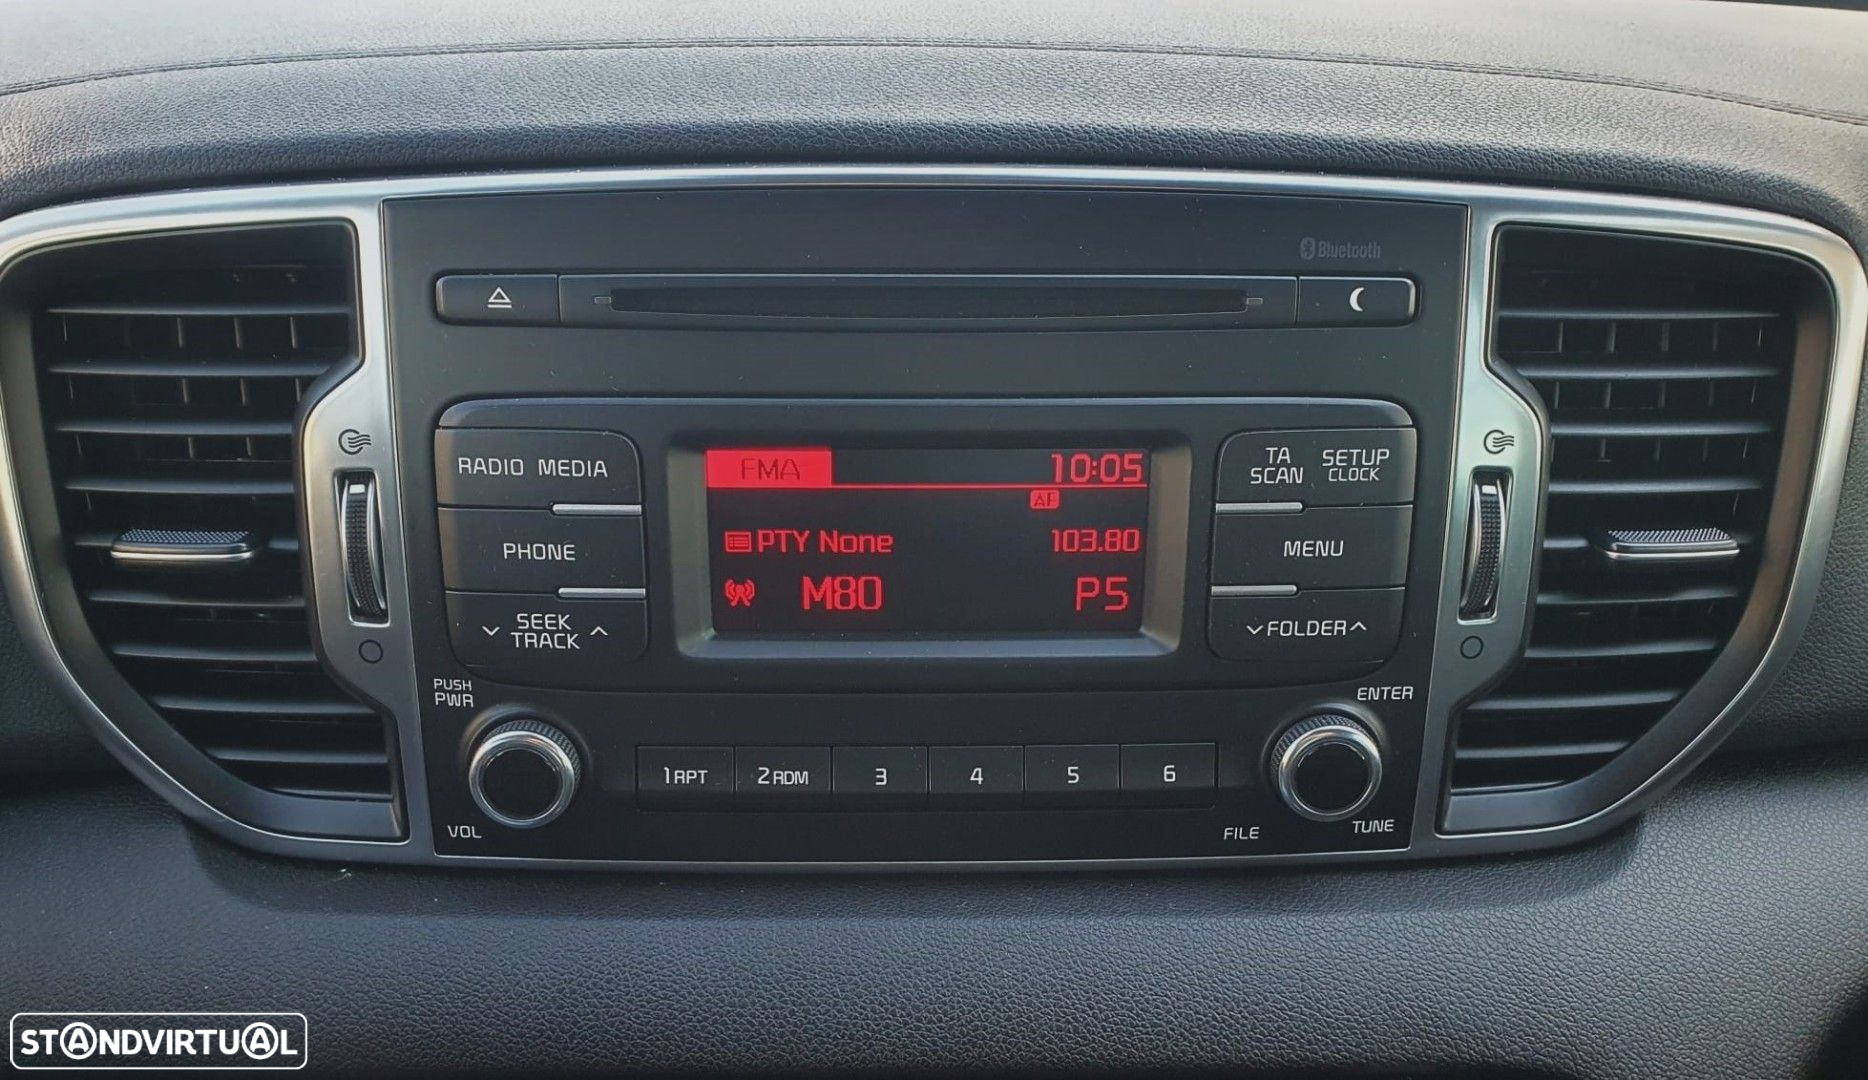 Bluetooth
RADIO MEDIA
PHONE
SEEK
TRACK
FMA 10:05
AF
PTY None 103.80
M80 P5
TA
SCAN
SETUP
CLOCK
MENU
FOLDER
PUSH
PWR
VOL
1 RPT 2 RDM 3 4 5 6
ENTER
FILE
TUNE
STANDVIRTUAL